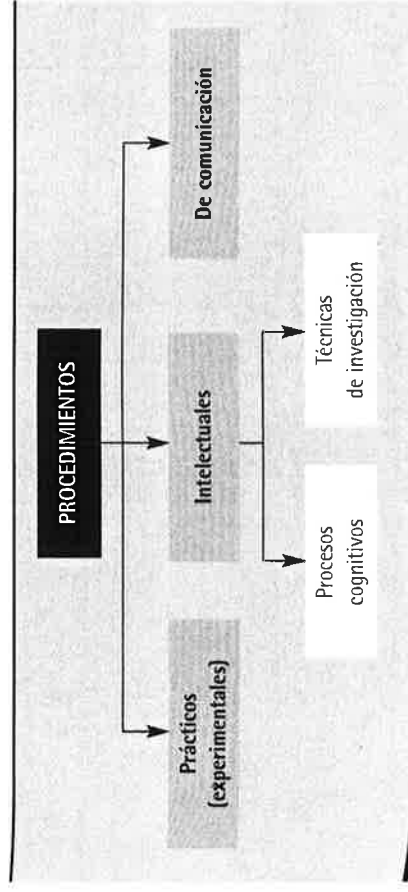 PROCEDIMIENTOS
Prácticos
(experimentales)
Intelectuales
De comunicación
Procesos
cognitivos
Técnicas
de investigación